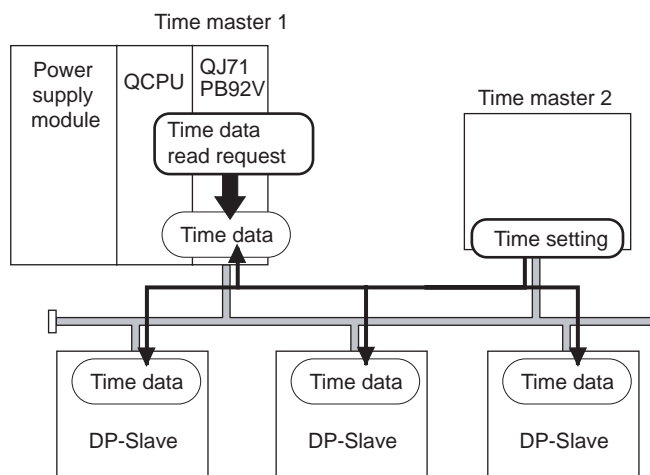 Time master 1
Power
supply
module
QCPU
QJ71
PB92V
Time data
read request
Time data
Time master 2
Time setting
Time data
DP-Slave
Time data
DP-Slave
Time data
DP-Slave